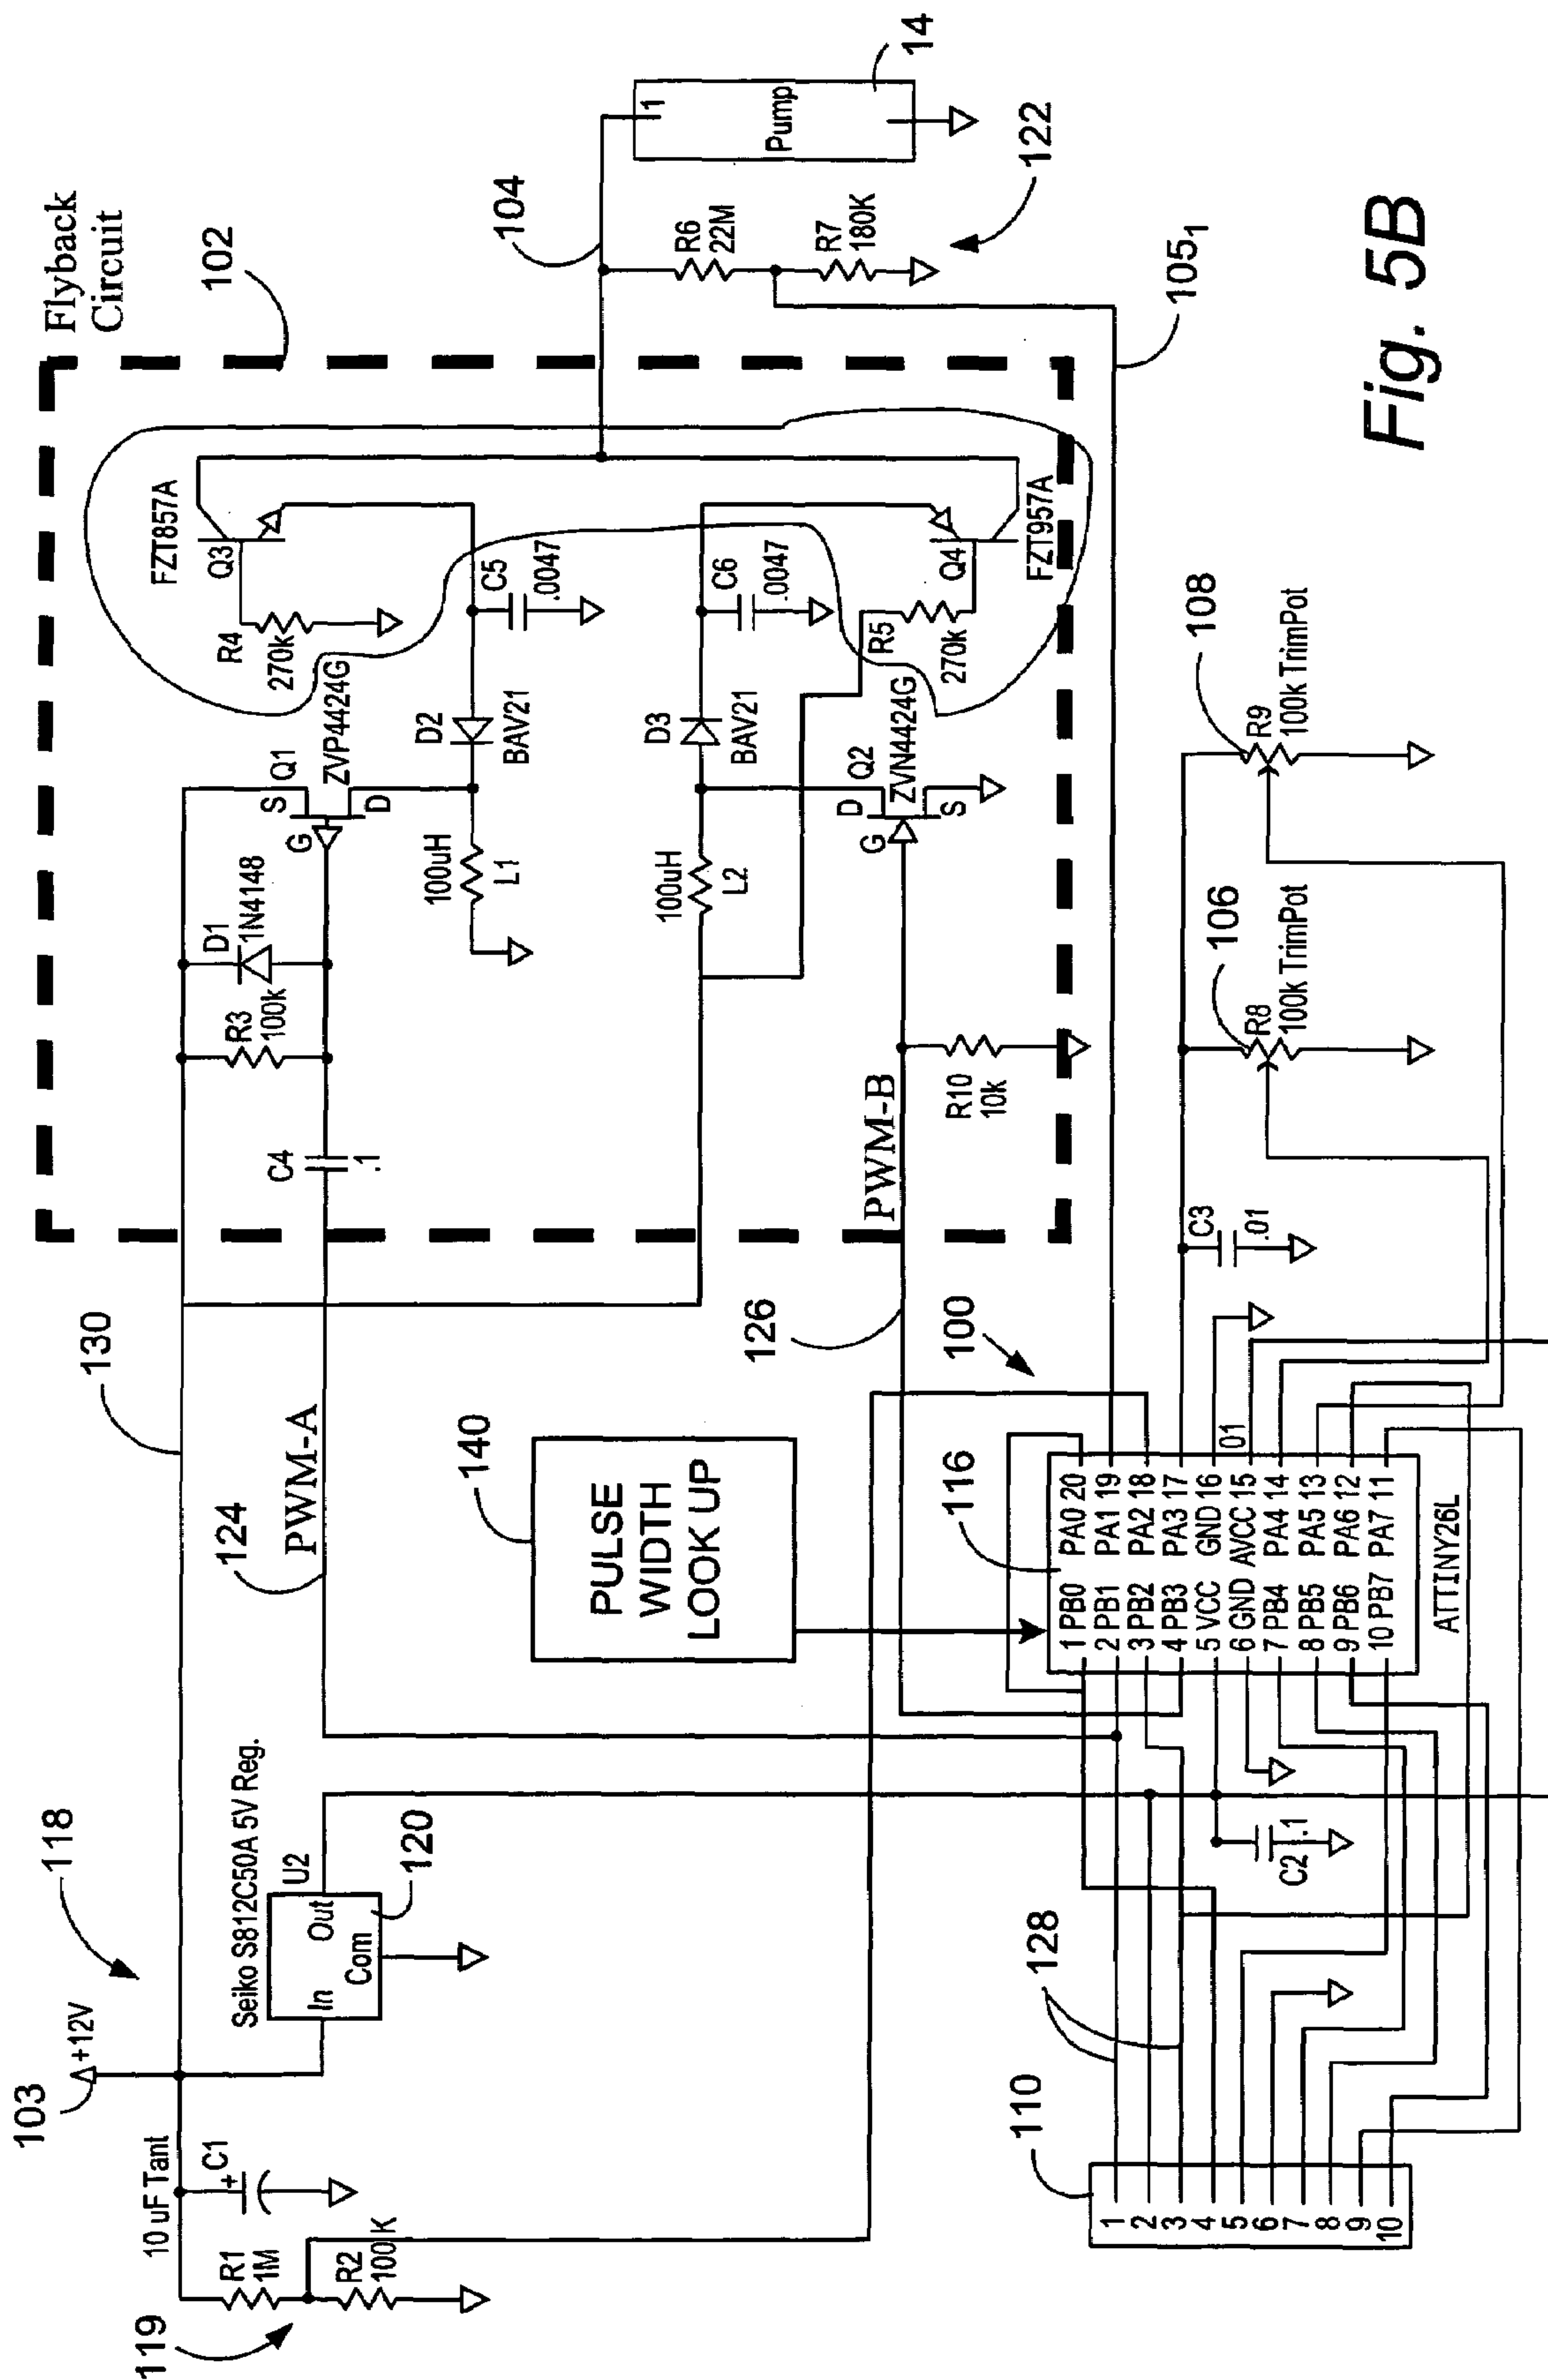 Flyback
Circuit
102
130
PWM-A
124
118
103
+12V
10 uF Tant
+
C1
R1
1M
R2
100K
119
Seiko S812C50A 5V Reg.
U2
In
Out
Com
120
C4
.1
R3
100k
D1
1N4148
S
Q1
G
D
ZVP4424G
R4
270k
Q3
FZT857A
100uH
L1
D2
BAV21
C5
.0047
100uH
L2
D3
BAV21
C6
.0047
D
Q2
G
S
ZVN4424G
R5
270k
Q4
FZT957A
PWM-B
126
R10
10k
104
R6
22M
R7
180K
122
1
Pump
14
105₁
140
PULSE
WIDTH
LOOK UP
100
116
1 PB0 PA0 20
2 PB1 PA1 19
3 PB2 PA2 18
4 PB3 PA3 17
5 VCC GND 16
6 GND AVCC 15
7 PB4 PA4 14
8 PB5 PA5 13
9 PB6 PA6 12
10 PB7 PA7 11
ATTINY26L
01
C2
.1
C3
.01
106
R8
100k TrimPot
108
R9
100k TrimPot
128
110
1
2
3
4
5
6
7
8
9
10
Fig. 5B